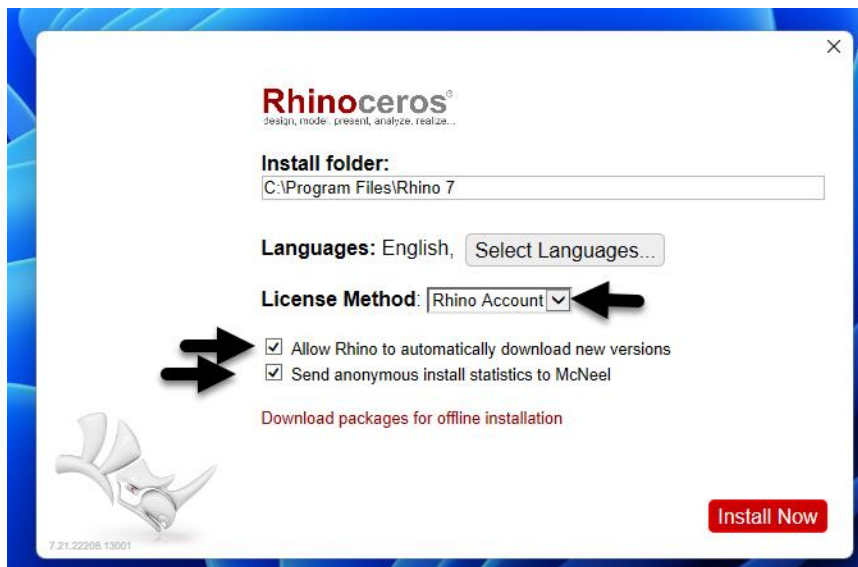 Rhinoceros®
design, model, present, analyze, realize...
Install folder:
C:\Program Files\Rhino 7
Languages: English, Select Languages...
License Method: Rhino Account
Allow Rhino to automatically download new versions
Send anonymous install statistics to McNeel
Download packages for offline installation
Install Now
7.21.22208.13001